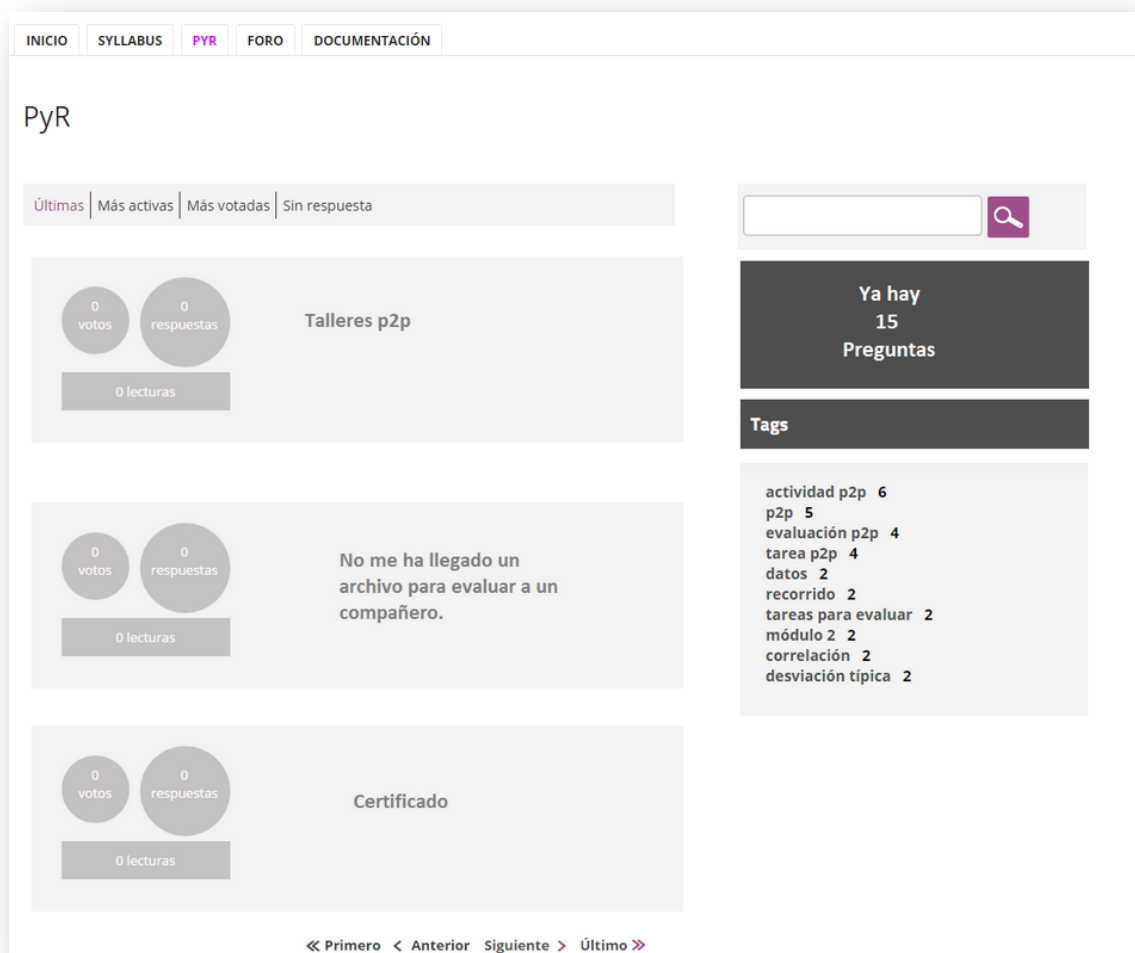 INICIO SYLLABUS PYR FORO DOCUMENTACIÓN
PyR
Últimas Más activas Más votadas Sin respuesta
0
votos
0
respuestas
0 lecturas
Talleres p2p
0
votos
0
respuestas
0 lecturas
No me ha llegado un
archivo para evaluar a un
compañero.
0
votos
0
respuestas
0 lecturas
Certificado
Primero Anterior Siguiente Último
Ya hay
15
Preguntas
Tags
actividad p2p 6
p2p 5
evaluación p2p 4
tarea p2p 4
datos 2
recorrido 2
tareas para evaluar 2
módulo 2 2
correlación 2
desviación típica 2